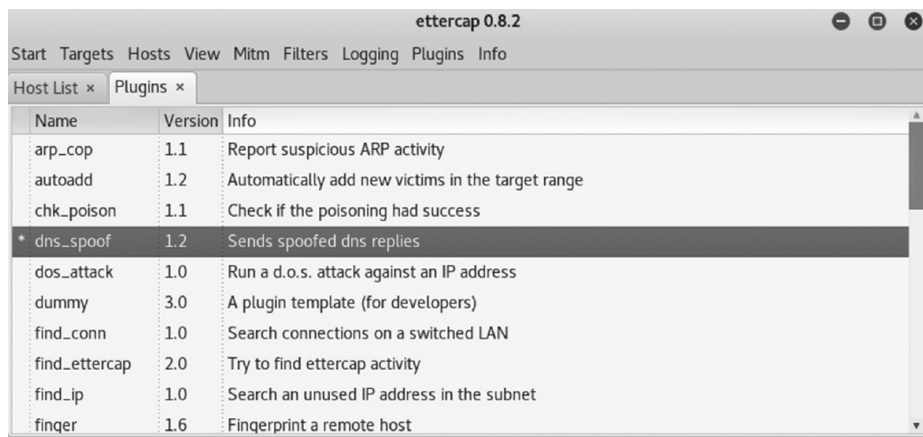 ettercap 0.8.2
Start Targets Hosts View Mitm Filters Logging Plugins Info
Host List × Plugins ×
Name Version Info
arp_cop 1.1 Report suspicious ARP activity
autoadd 1.2 Automatically add new victims in the target range
chk_poison 1.1 Check if the poisoning had success
* dns_spoof 1.2 Sends spoofed dns replies
dos_attack 1.0 Run a d.o.s. attack against an IP address
dummy 3.0 A plugin template (for developers)
find_conn 1.0 Search connections on a switched LAN
find_ettercap 2.0 Try to find ettercap activity
find_ip 1.0 Search an unused IP address in the subnet
finger 1.6 Fingerprint a remote host